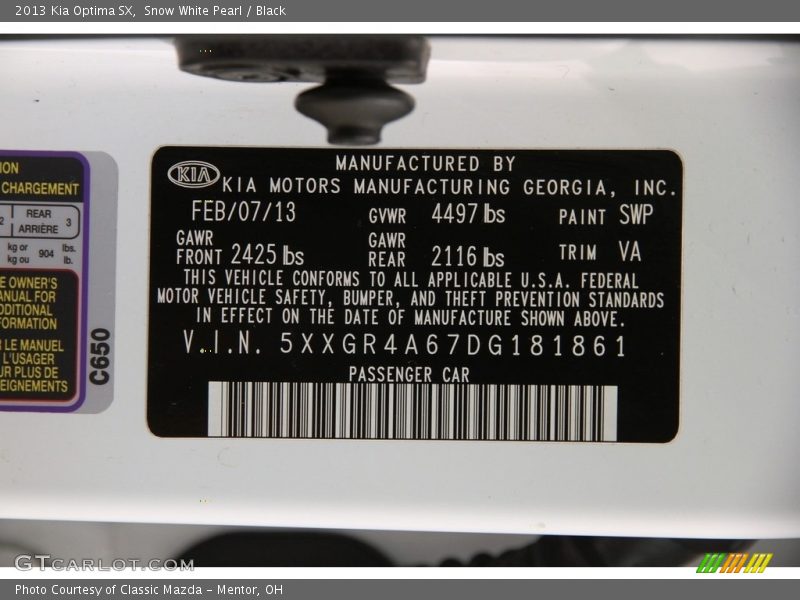 2013 Kia Optima SX, Snow White Pearl / Black
ION
CHARGEMENT
2 REAR ARRIÈRE 3
kg or kg ou 904 lbs. lb.
E OWNER'S
ANUAL FOR
DDITIONAL
FORMATION
LE MANUEL
L'USAGER
UR PLUS DE
EIGNEMENTS
C650
MANUFACTURED BY
KIA KIA MOTORS MANUFACTURING GEORGIA, INC.
FEB/07/13 GVWR 4497 lbs PAINT SWP
GAWR FRONT 2425 lbs GAWR REAR 2116 lbs TRIM VA
THIS VEHICLE CONFORMS TO ALL APPLICABLE U.S.A. FEDERAL
MOTOR VEHICLE SAFETY, BUMPER, AND THEFT PREVENTION STANDARDS
IN EFFECT ON THE DATE OF MANUFACTURE SHOWN ABOVE.
V.I.N. 5XXGR4A67DG181861
PASSENGER CAR
GTCARLOT.COM
Photo Courtesy of Classic Mazda - Mentor, OH